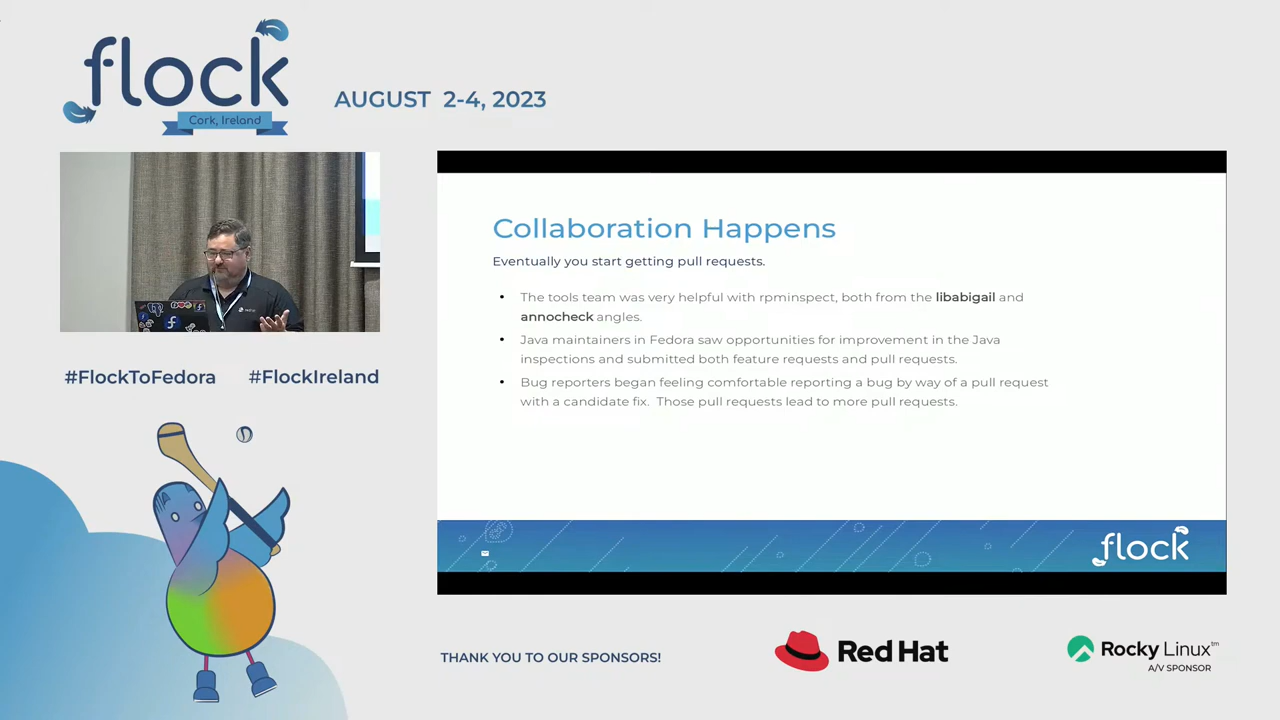 flock
Cork, Ireland
AUGUST 2-4, 2023
Collaboration Happens
Eventually you start getting pull requests.
• The tools team was very helpful with rpminspect, both from the libabigail and
annocheck angles.
• Java maintainers in Fedora saw opportunities for improvement in the Java
inspections and submitted both feature requests and pull requests.
• Bug reporters began feeling comfortable reporting a bug by way of a pull request
with a candidate fix. Those pull requests lead to more pull requests.
flock
#FlockToFedora #FlockIreland
THANK YOU TO OUR SPONSORS!
Red Hat
Rocky Linux™
A/V SPONSOR